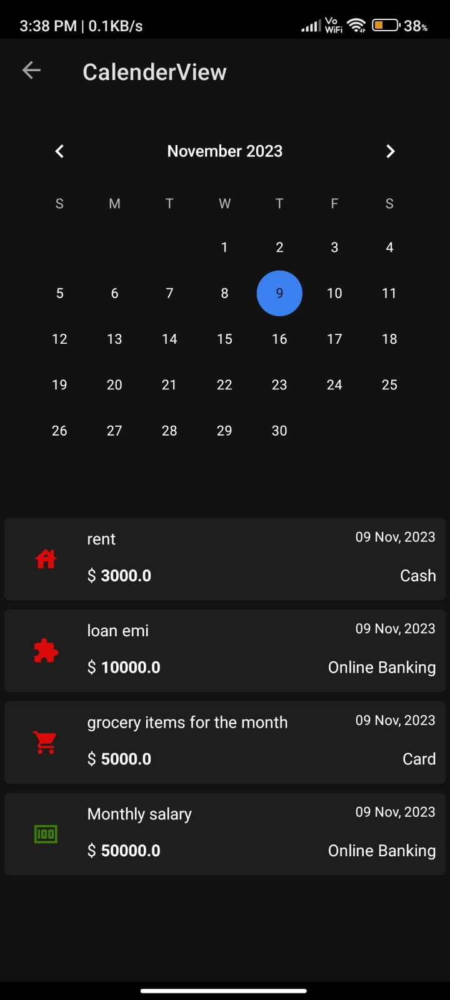 3:38 PM | 0.1KB/s Vo WiFi 38%
CalenderView
November 2023
S M T W T F S
1 2 3 4
5 6 7 8 9 10 11
12 13 14 15 16 17 18
19 20 21 22 23 24 25
26 27 28 29 30
rent 09 Nov, 2023
$ 3000.0 Cash
loan emi 09 Nov, 2023
$ 10000.0 Online Banking
grocery items for the month 09 Nov, 2023
$ 5000.0 Card
Monthly salary 09 Nov, 2023
100
$ 50000.0 Online Banking